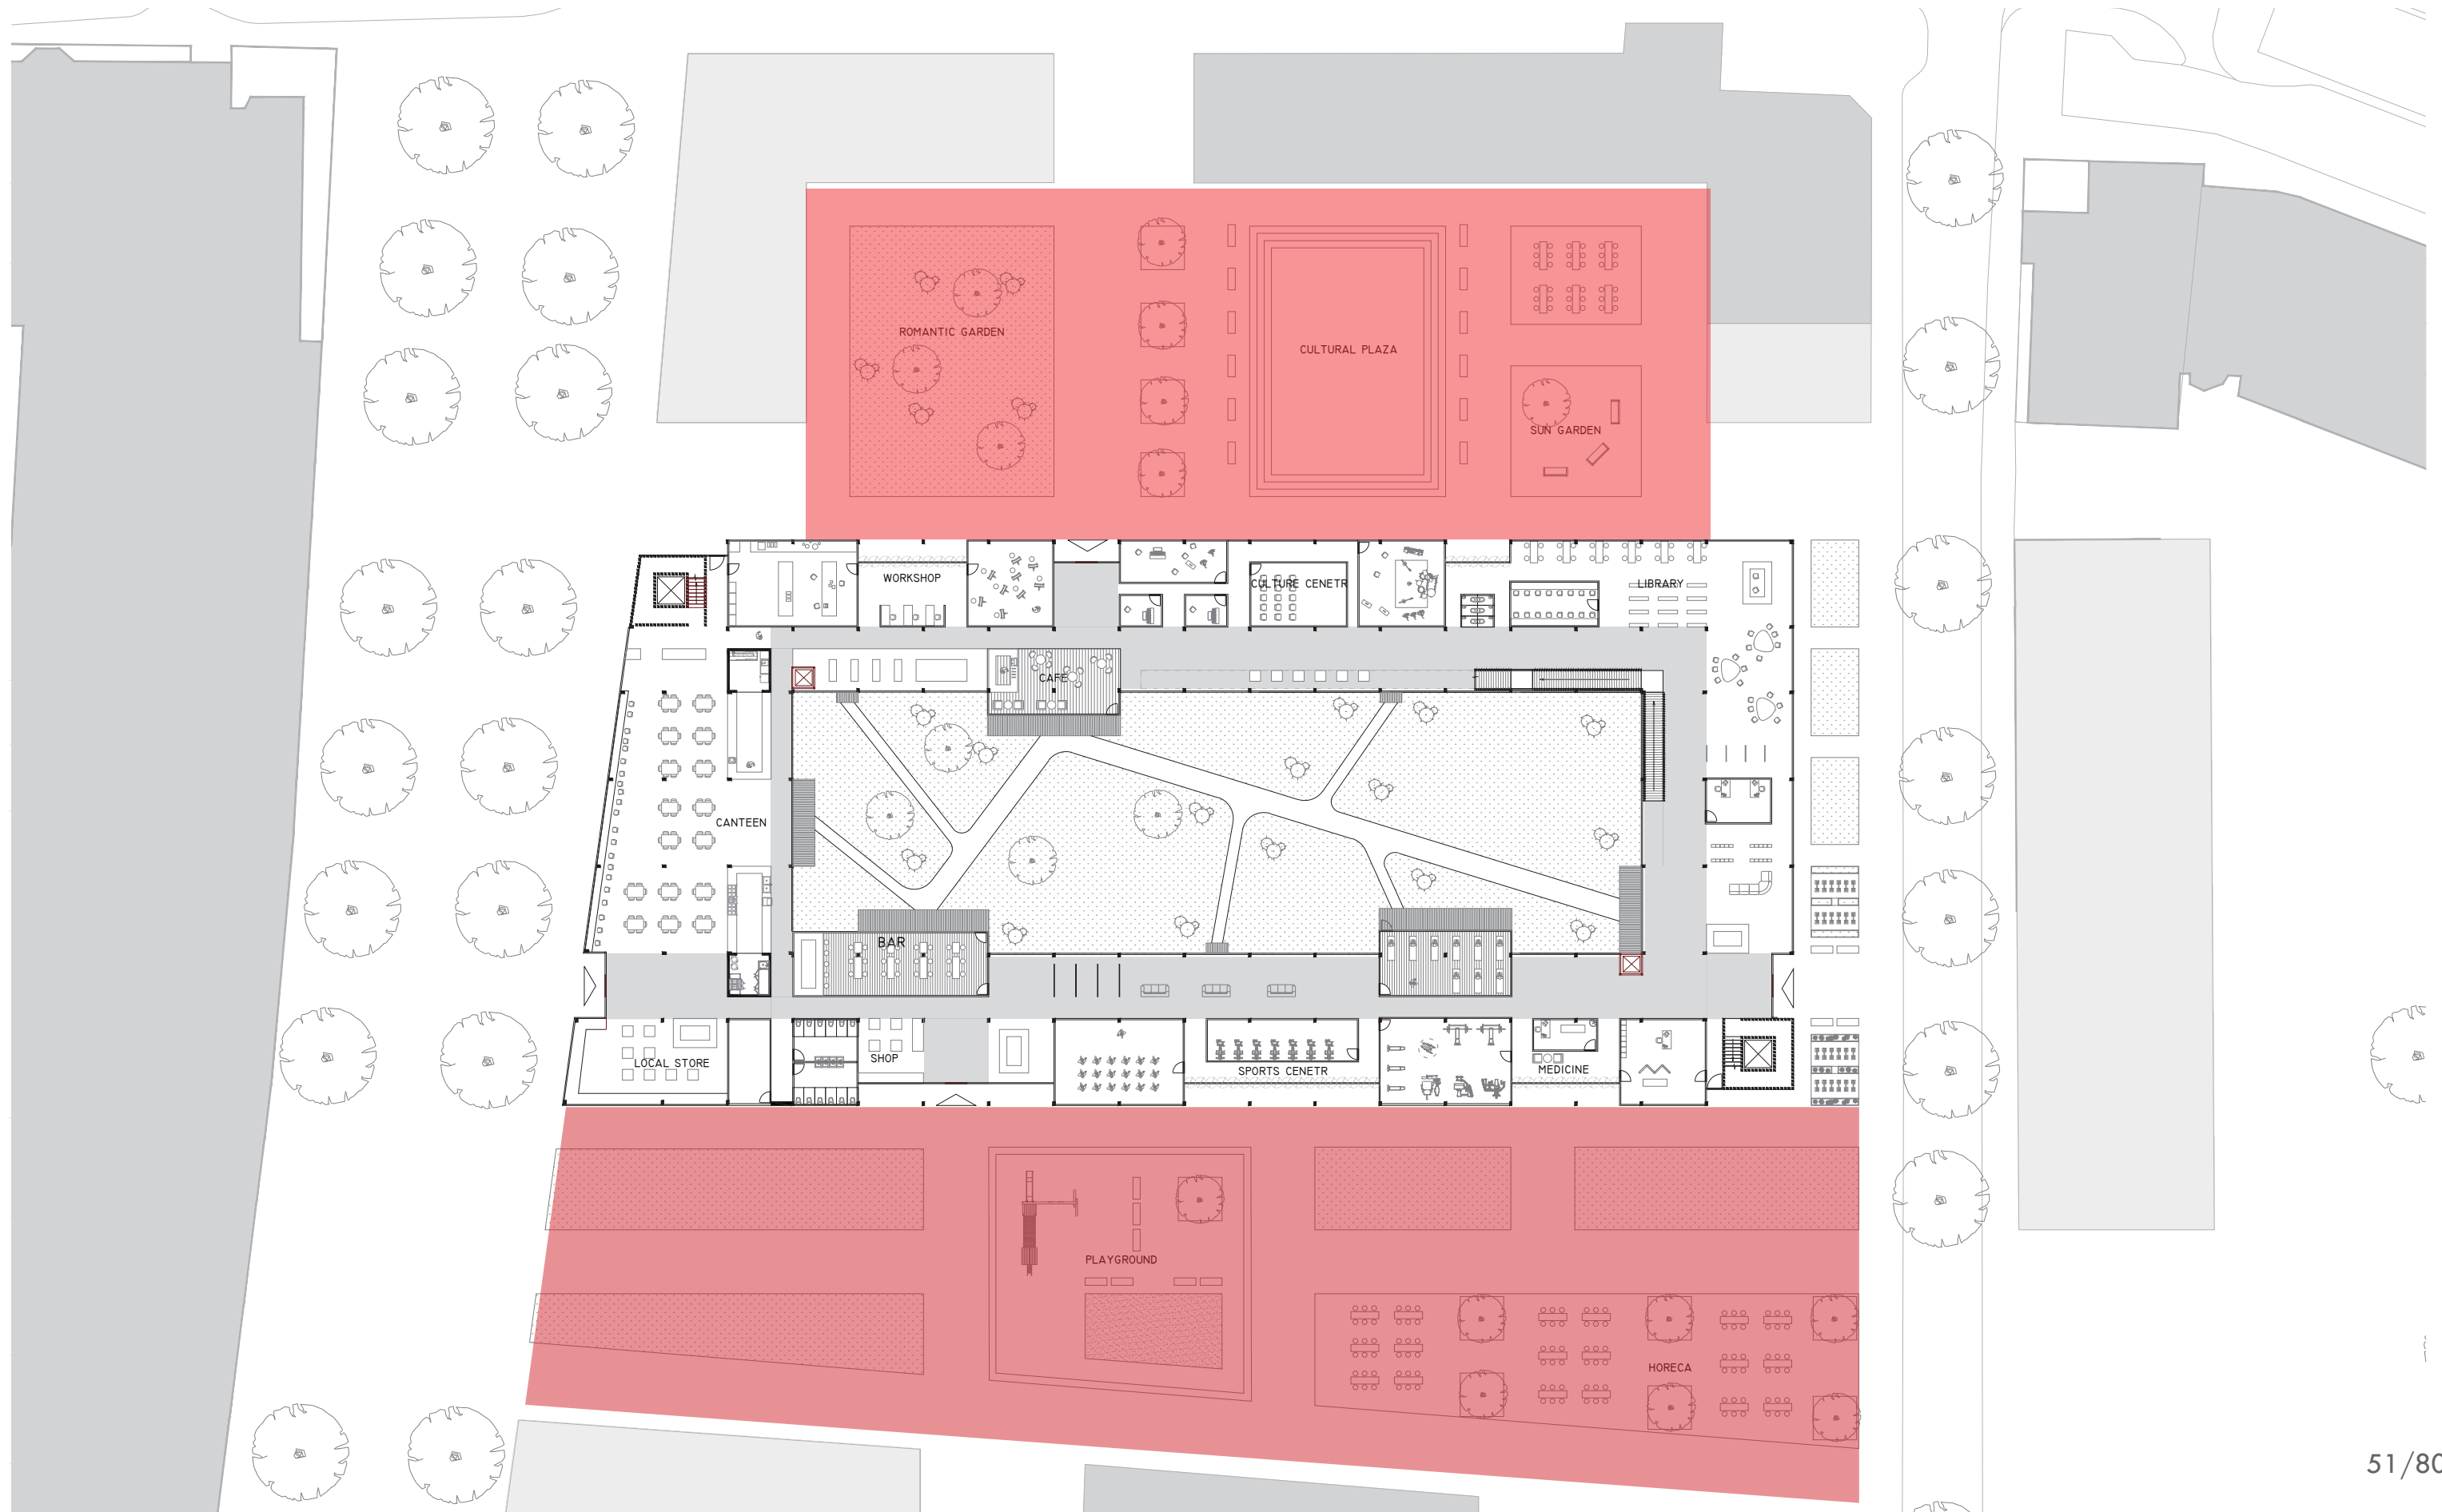 ROMANTIC GARDEN
CULTURAL PLAZA
SUN GARDEN
WORKSHOP
CULTURE CENETR
LIBRARY
CAFE
CANTEEN
BAR
LOCAL STORE
SHOP
SPORTS CENETR
MEDICINE
PLAYGROUND
HORECA
51/80